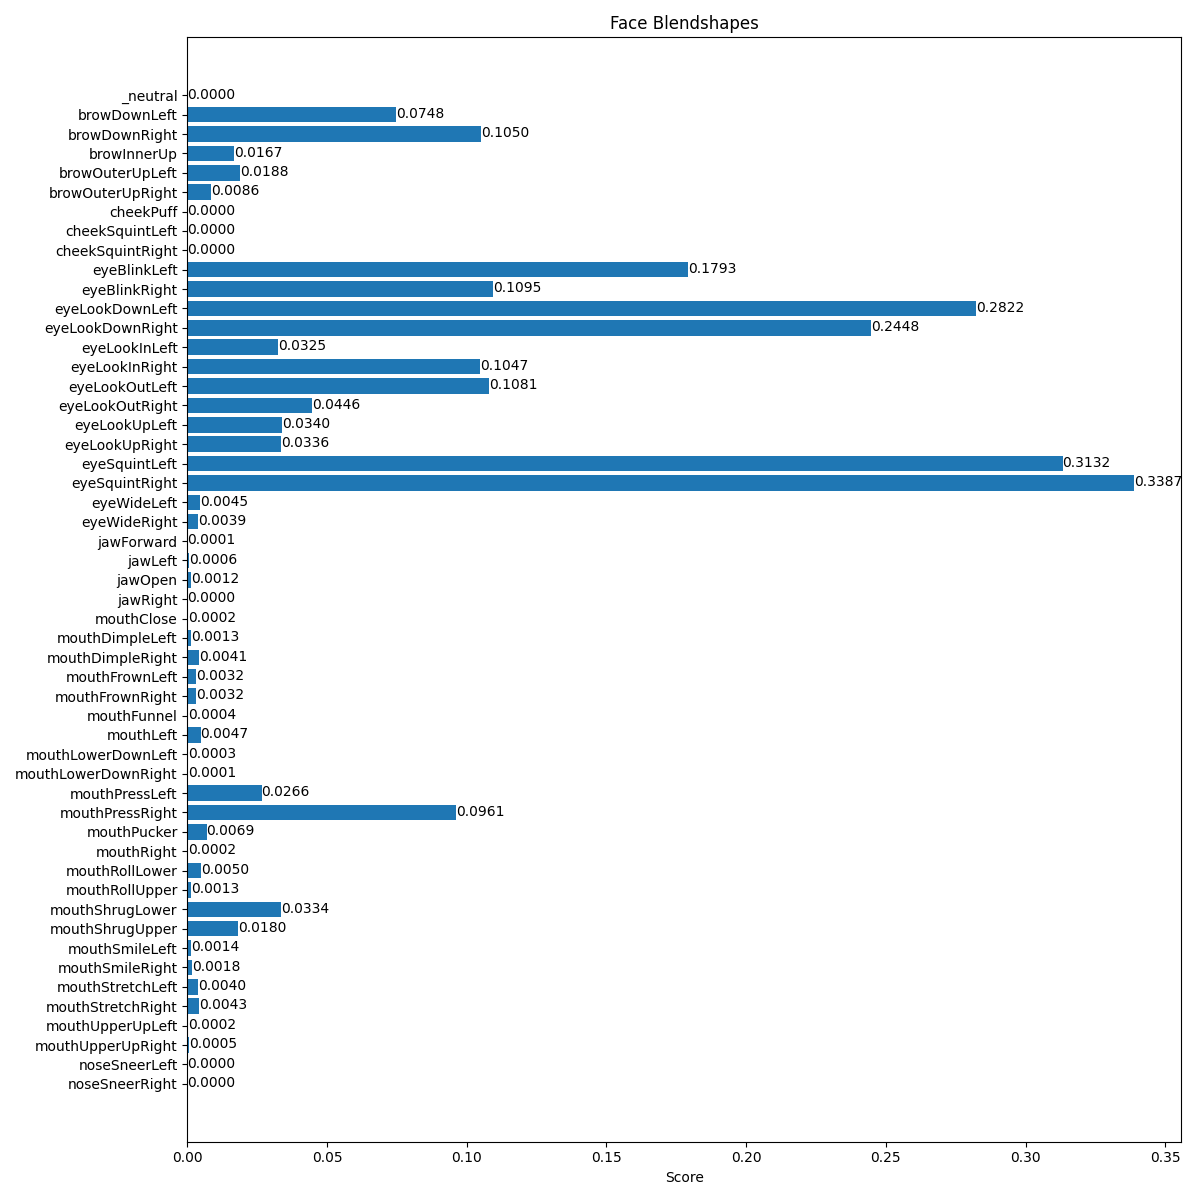 Face Blendshapes
_neutral 0.0000
browDownLeft 0.0748
browDownRight 0.1050
browInnerUp 0.0167
browOuterUpLeft 0.0188
browOuterUpRight 0.0086
cheekPuff 0.0000
cheekSquintLeft 0.0000
cheekSquintRight 0.0000
eyeBlinkLeft 0.1793
eyeBlinkRight 0.1095
eyeLookDownLeft 0.2822
eyeLookDownRight 0.2448
eyeLookInLeft 0.0325
eyeLookInRight 0.1047
eyeLookOutLeft 0.1081
eyeLookOutRight 0.0446
eyeLookUpLeft 0.0340
eyeLookUpRight 0.0336
eyeSquintLeft 0.3132
eyeSquintRight 0.3387
eyeWideLeft 0.0045
eyeWideRight 0.0039
jawForward 0.0001
jawLeft 0.0006
jawOpen 0.0012
jawRight 0.0000
mouthClose 0.0002
mouthDimpleLeft 0.0013
mouthDimpleRight 0.0041
mouthFrownLeft 0.0032
mouthFrownRight 0.0032
mouthFunnel 0.0004
mouthLeft 0.0047
mouthLowerDownLeft 0.0003
mouthLowerDownRight 0.0001
mouthPressLeft 0.0266
mouthPressRight 0.0961
mouthPucker 0.0069
mouthRight 0.0002
mouthRollLower 0.0050
mouthRollUpper 0.0013
mouthShrugLower 0.0334
mouthShrugUpper 0.0180
mouthSmileLeft 0.0014
mouthSmileRight 0.0018
mouthStretchLeft 0.0040
mouthStretchRight 0.0043
mouthUpperUpLeft 0.0002
mouthUpperUpRight 0.0005
noseSneerLeft 0.0000
noseSneerRight 0.0000
0.00 0.05 0.10 0.15 0.20 0.25 0.30 0.35
Score